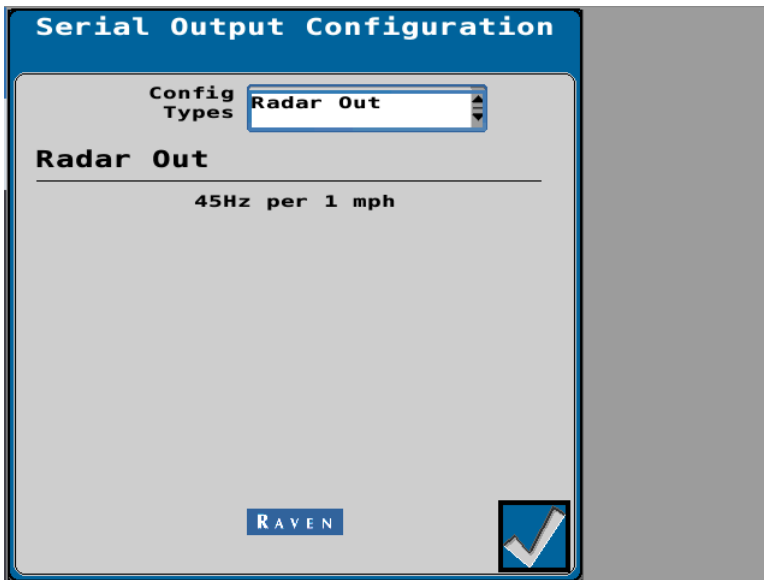 Serial Output Configuration
Config
Types
Radar Out
Radar Out
45Hz per 1 mph
RAVEN